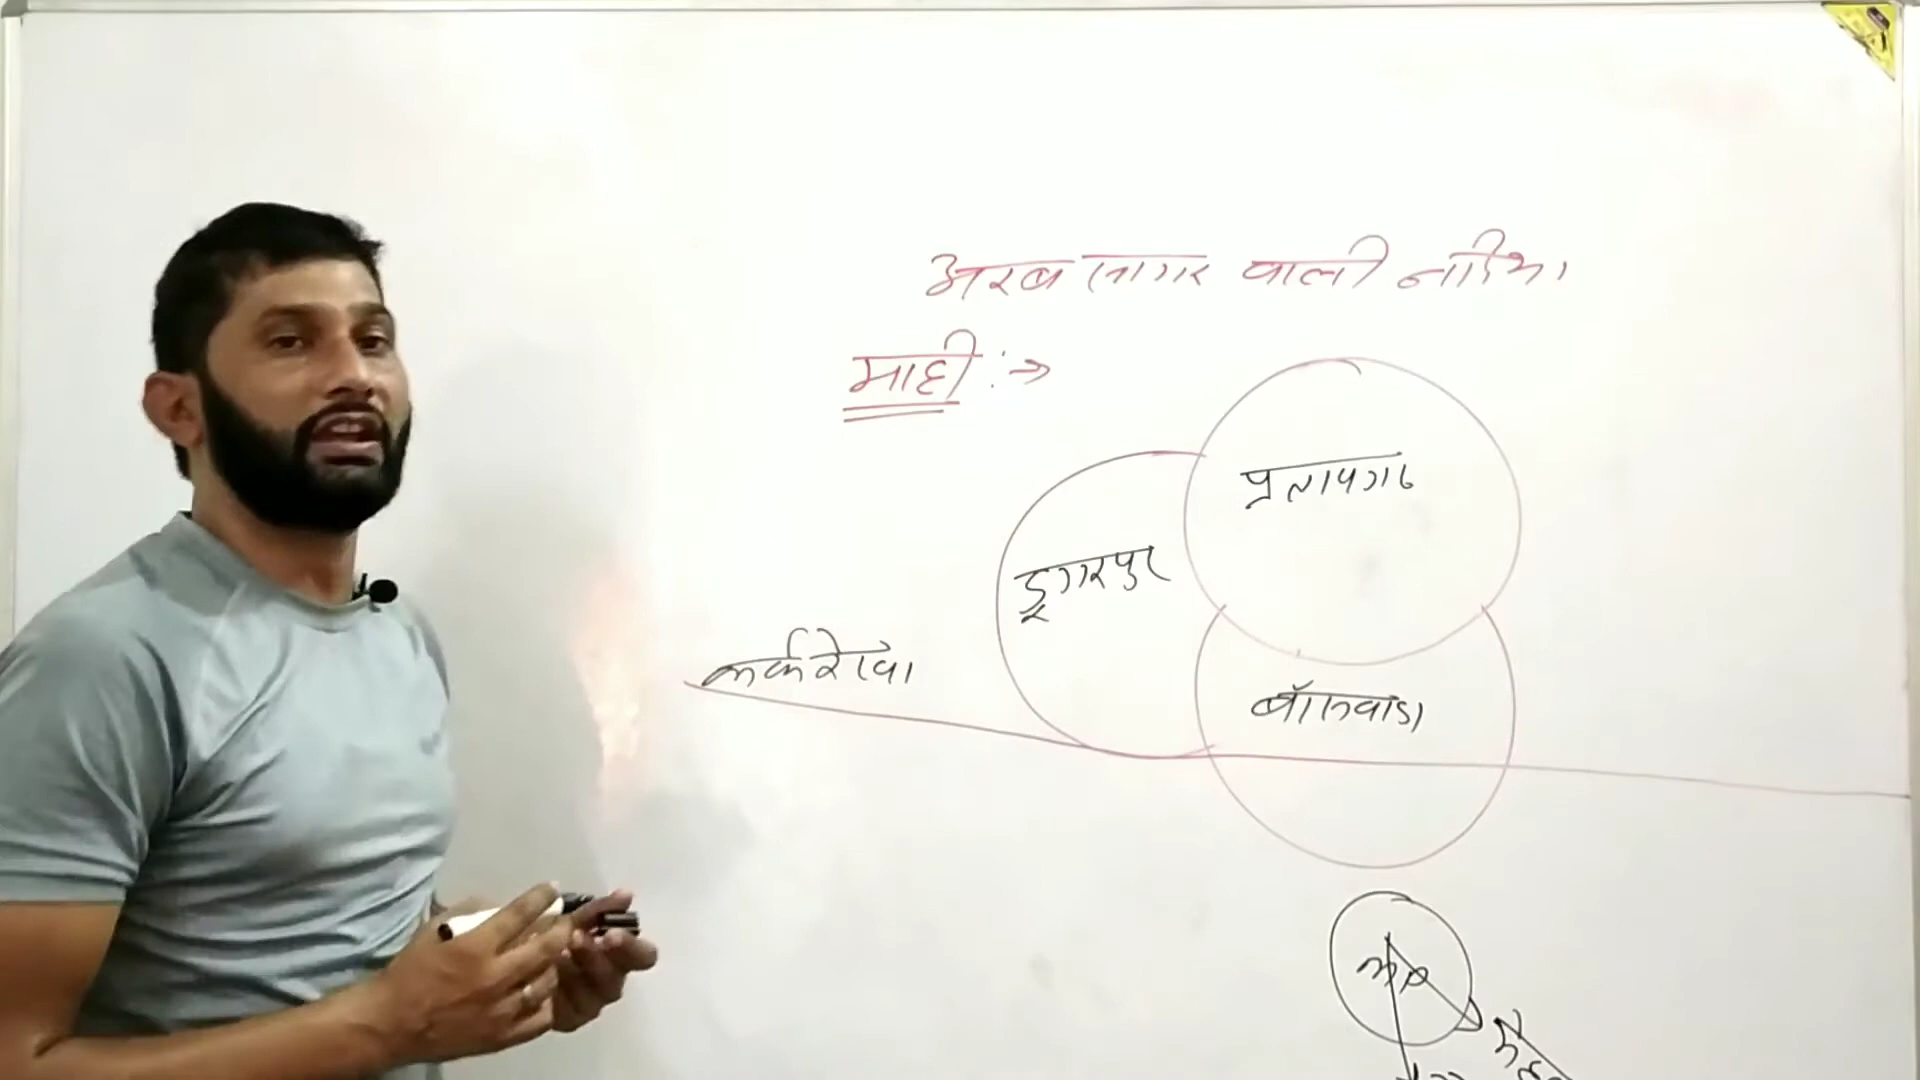 अरब सागर वाली नदिया
माही :→
प्रतापगढ
डूगरपुर
कर्क रेखा
बाँसवाडा